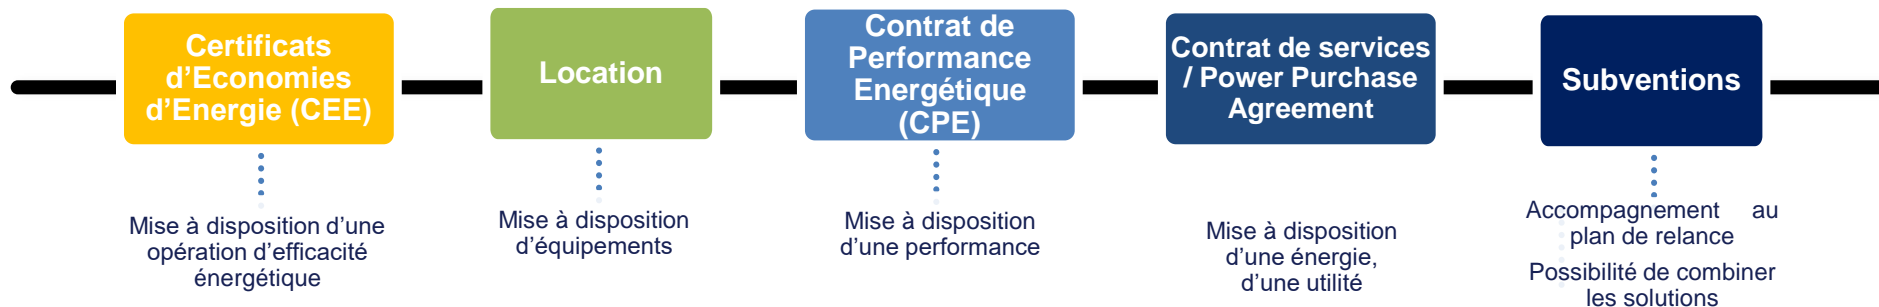 Certificats
d’Economies
d’Energie (CEE)
Mise à disposition d’une
opération d’efficacité
énergétique
Location
Mise à disposition
d’équipements
Contrat de
Performance
Energétique
(CPE)
Mise à disposition
d’une performance
Contrat de services
/ Power Purchase
Agreement
Mise à disposition
d’une énergie,
d’une utilité
Subventions
Accompagnement au
plan de relance
Possibilité de combiner
les solutions